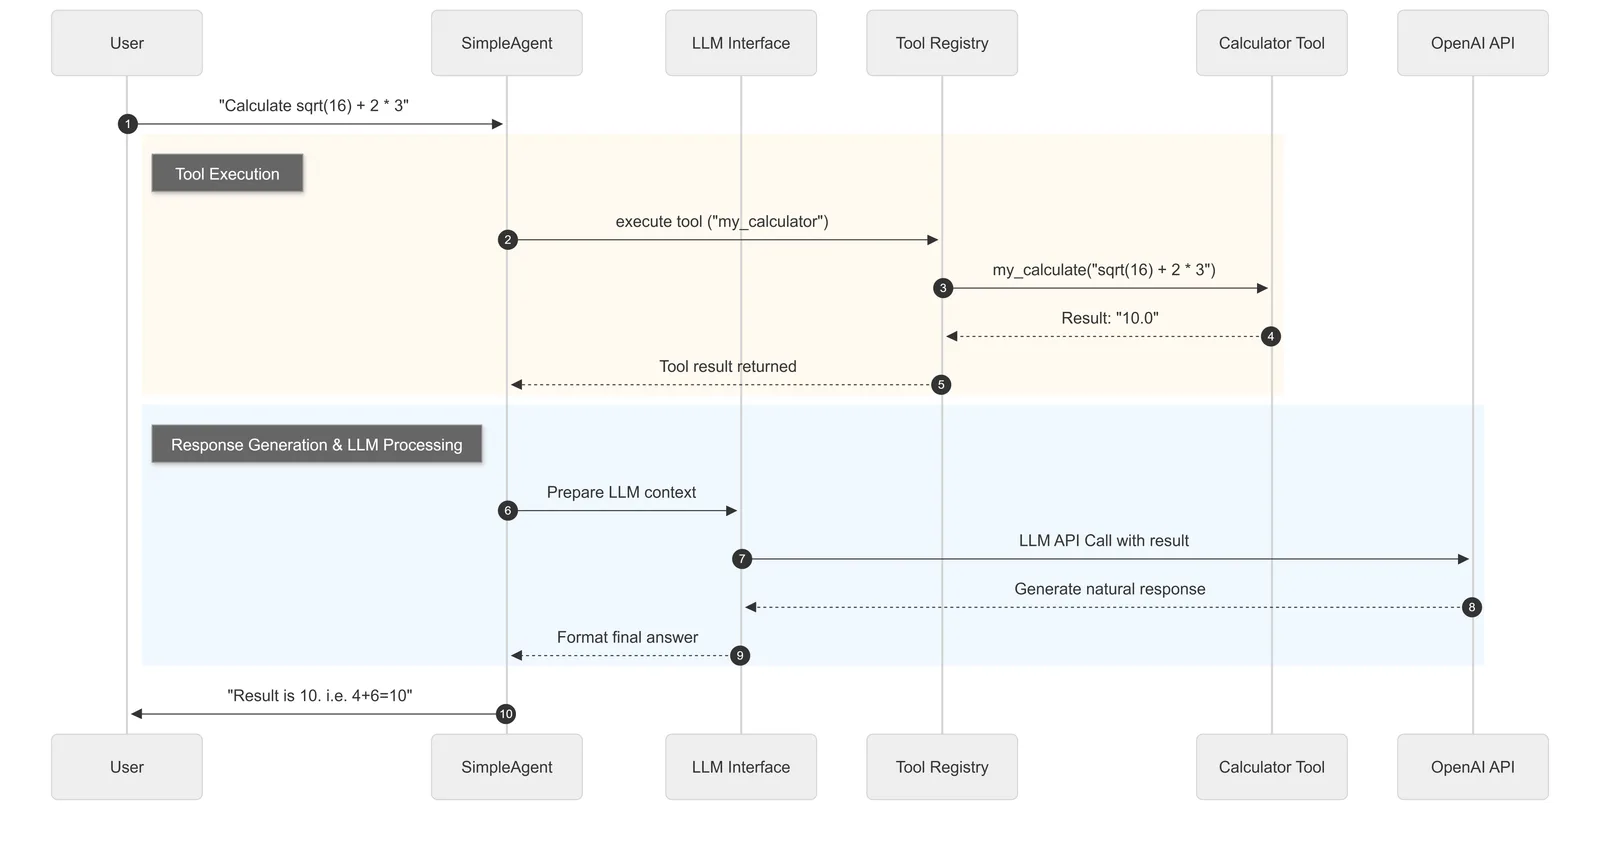 User
SimpleAgent
LLM Interface
Tool Registry
Calculator Tool
OpenAI API
"Calculate sqrt(16) + 2 * 3"
1
Tool Execution
execute tool ("my_calculator")
2
my_calculate("sqrt(16) + 2 * 3")
3
Result: "10.0"
4
Tool result returned
5
Response Generation & LLM Processing
Prepare LLM context
6
LLM API Call with result
7
Generate natural response
8
Format final answer
9
"Result is 10. i.e. 4+6=10"
10
User
SimpleAgent
LLM Interface
Tool Registry
Calculator Tool
OpenAI API